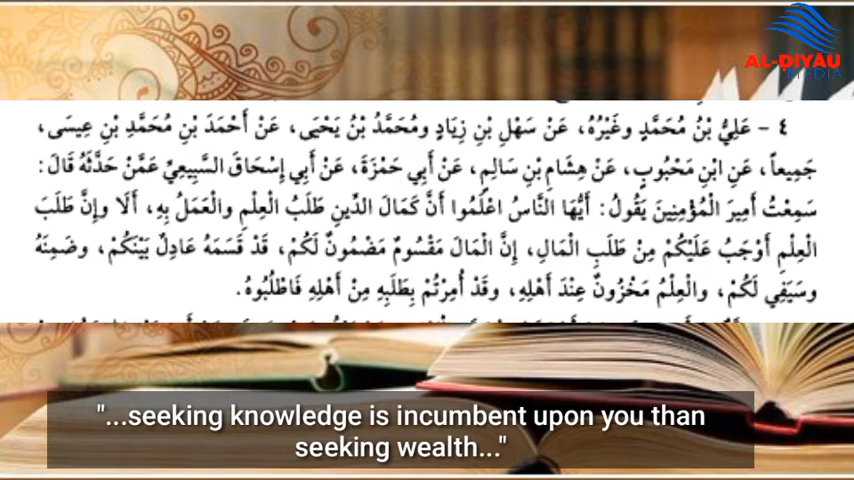 AL-ḌIYĀU
MEDIA
٤ – عَلِيُّ بْنُ مُحَمَّدٍ وغَيْرُهُ، عَنْ سَهْلِ بْنِ زِيَادٍ ومُحَمَّدُ بْنُ يَحْيَى، عَنْ أَحْمَدَ بْنِ مُحَمَّدِ بْنِ عِيسَى،
جَمِيعاً، عَنِ ابْنِ مَحْبُوبٍ، عَنْ هِشَامِ بْنِ سَالِمٍ، عَنْ أَبِي حَمْزَةَ، عَنْ أَبِي إِسْحَاقَ السَّبِيعِيِّ عَمَّنْ حَدَّثَهُ قَالَ:
سَمِعْتُ أَمِيرَ الْمُؤْمِنِينَ يَقُولُ: أَيُّهَا النَّاسُ اعْلَمُوا أَنَّ كَمَالَ الدِّينِ طَلَبُ الْعِلْمِ والْعَمَلُ بِهِ، أَلَا وإِنَّ طَلَبَ
الْعِلْمِ أَوْجَبُ عَلَيْكُمْ مِنْ طَلَبِ الْمَالِ، إِنَّ الْمَالَ مَقْسُومٌ مَضْمُونٌ لَكُمْ، قَدْ قَسَمَهُ عَادِلٌ بَيْنَكُمْ، وضَمِنَهُ
وسَيَفِي لَكُمْ، والْعِلْمُ مَخْزُونٌ عِنْدَ أَهْلِهِ، وقَدْ أُمِرْتُمْ بِطَلَبِهِ مِنْ أَهْلِهِ فَاطْلُبُوهُ.
"...seeking knowledge is incumbent upon you than
seeking wealth..."